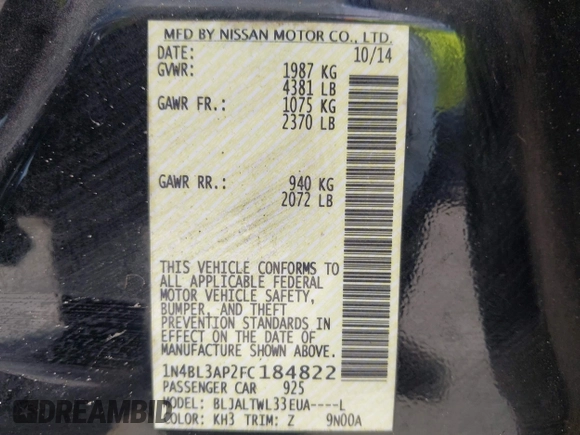 MFD BY NISSAN MOTOR CO., LTD.
DATE: 10/14
GVWR: 1987 KG
4381 LB
GAWR FR.: 1075 KG
2370 LB
GAWR RR.: 940 KG
2072 LB
THIS VEHICLE CONFORMS TO
ALL APPLICABLE FEDERAL
MOTOR VEHICLE SAFETY,
BUMPER, AND THEFT
PREVENTION STANDARDS IN
EFFECT ON THE DATE OF
MANUFACTURE SHOWN ABOVE.
1N4BL3AP2FC184822
PASSENGER CAR 925
MODEL: BLJALTWL33EUA----L
COLOR: KH3 TRIM: Z 9N00A
DREAMBID